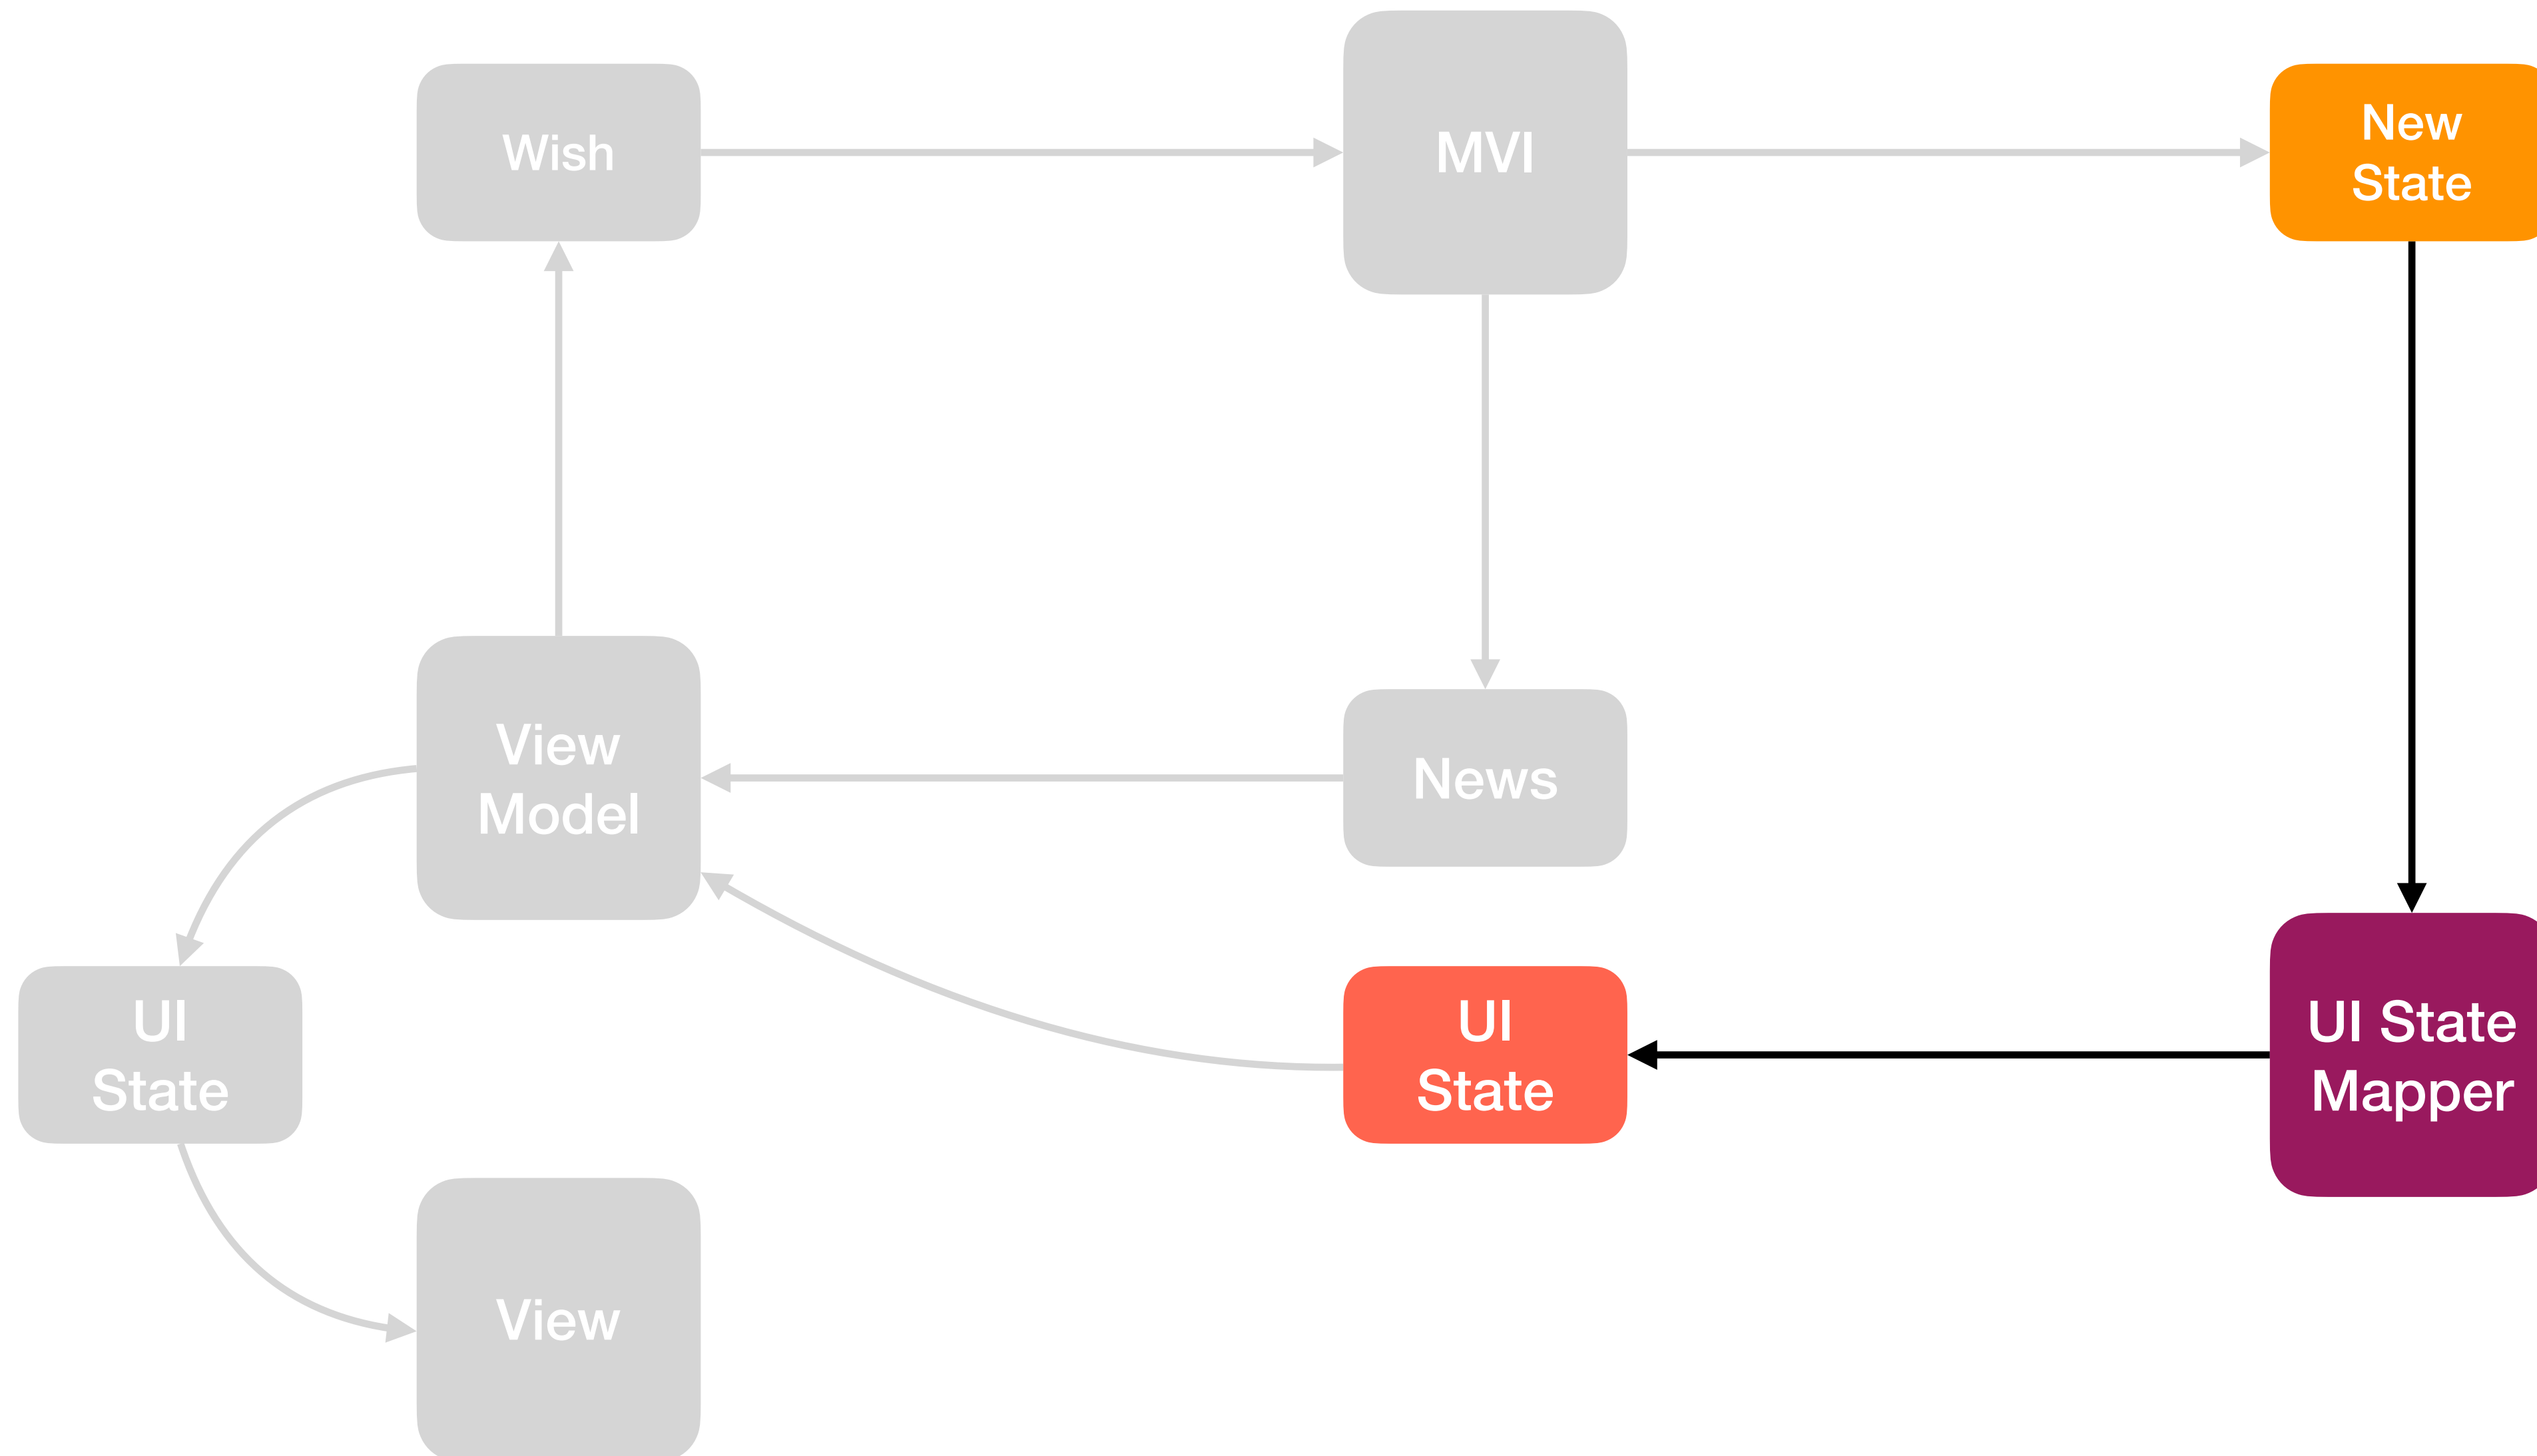 Wish
MVI
New
State
View
Model
News
UI
State
UI
State
UI State
Mapper
View